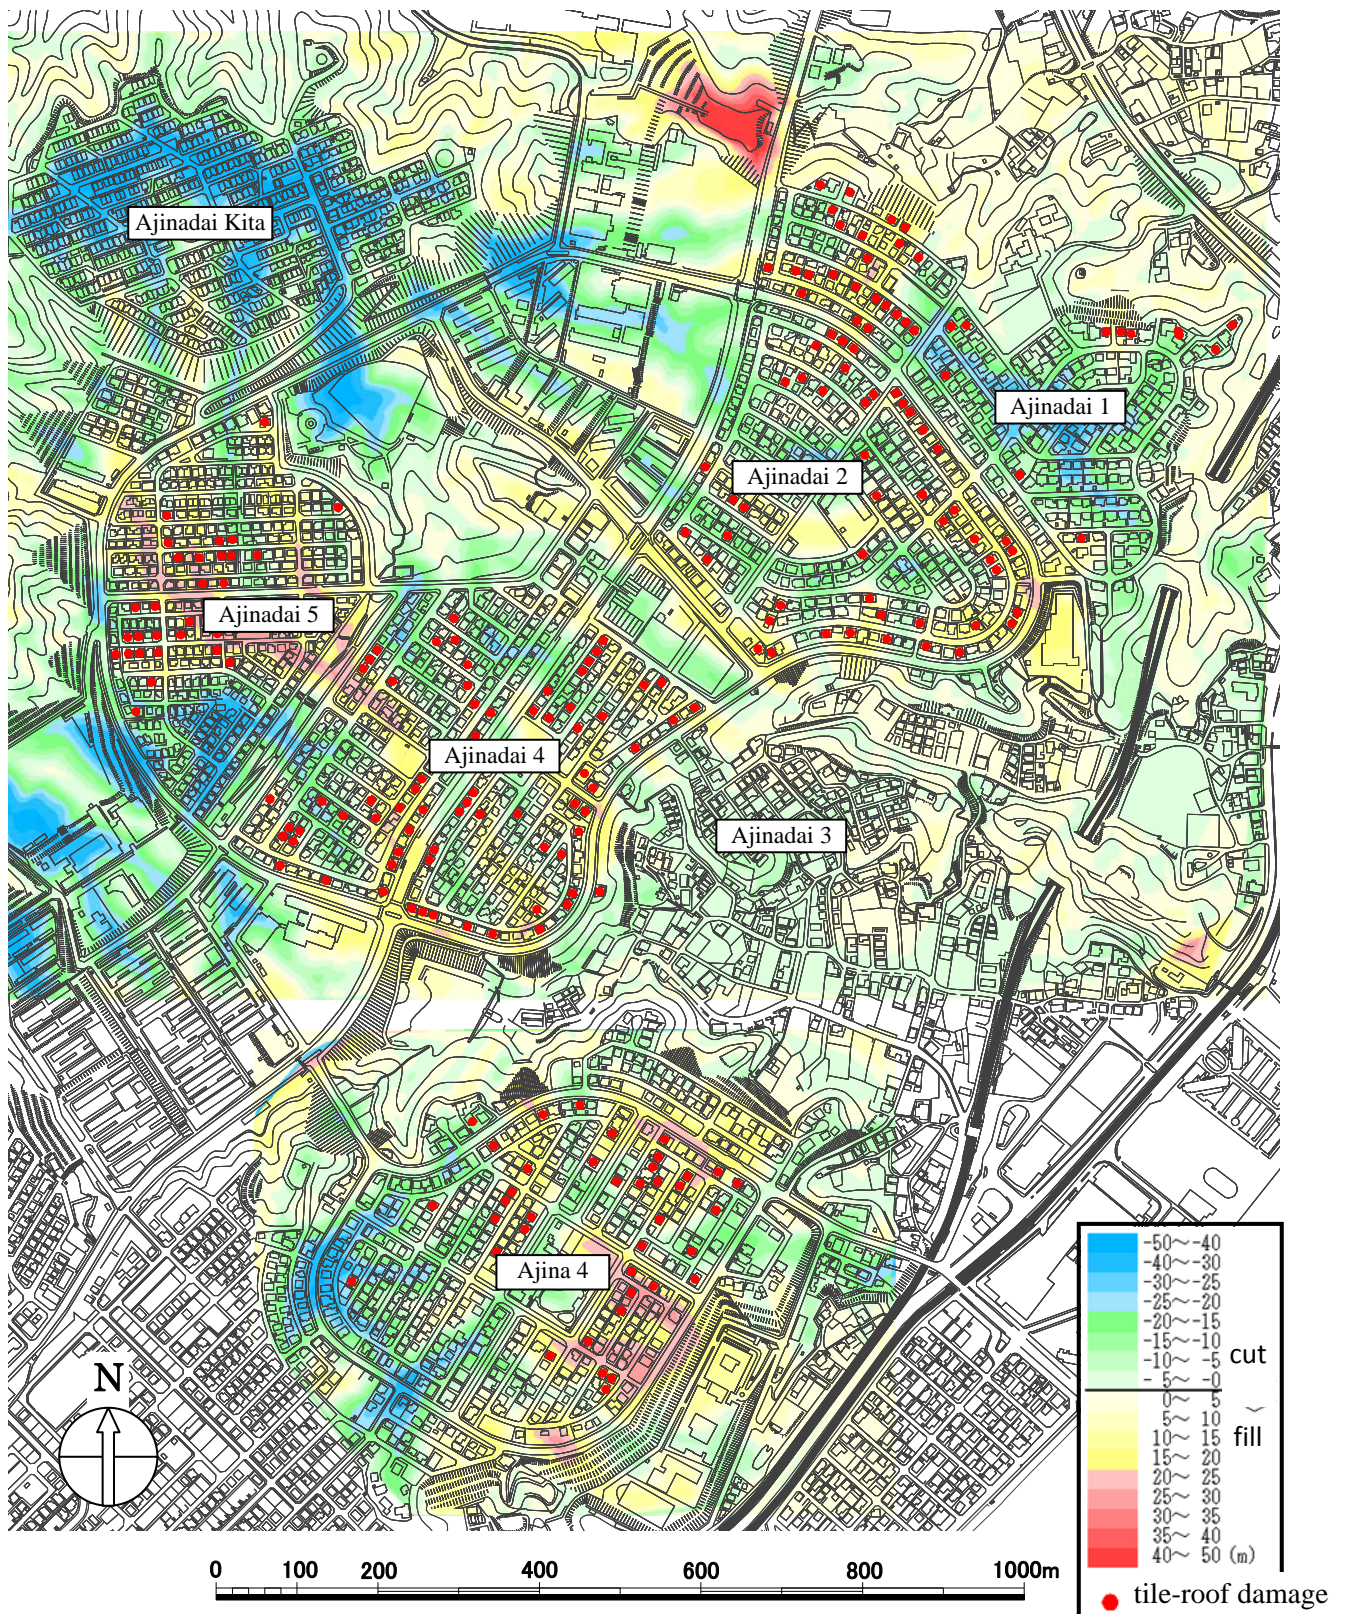 Ajinadai Kita
Ajinadai 1
Ajinadai 2
Ajinadai 5
Ajinadai 4
Ajinadai 3
Ajina 4
N
-50～-40
-40～-30
-30～-25
-25～-20
-20～-15
-15～-10
-10～ -5
- 5～ -0
cut
0～ 5
5～ 10
10～ 15
15～ 20
20～ 25
25～ 30
30～ 35
35～ 40
40～ 50 (m)
fill
tile-roof damage
0 100 200 400 600 800 1000m